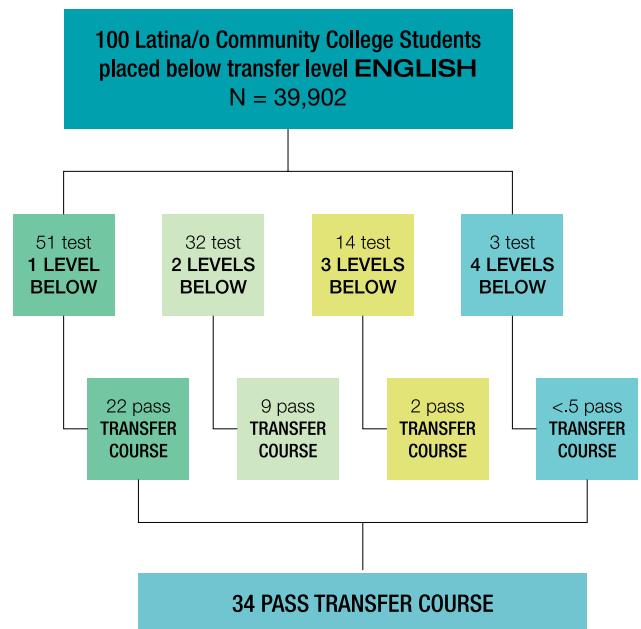 100 Latina/o Community College Students
placed below transfer level ENGLISH
N = 39,902
51 test
1 LEVEL
BELOW
32 test
2 LEVELS
BELOW
14 test
3 LEVELS
BELOW
3 test
4 LEVELS
BELOW
22 pass
TRANSFER
COURSE
9 pass
TRANSFER
COURSE
2 pass
TRANSFER
COURSE
<.5 pass
TRANSFER
COURSE
34 PASS TRANSFER COURSE